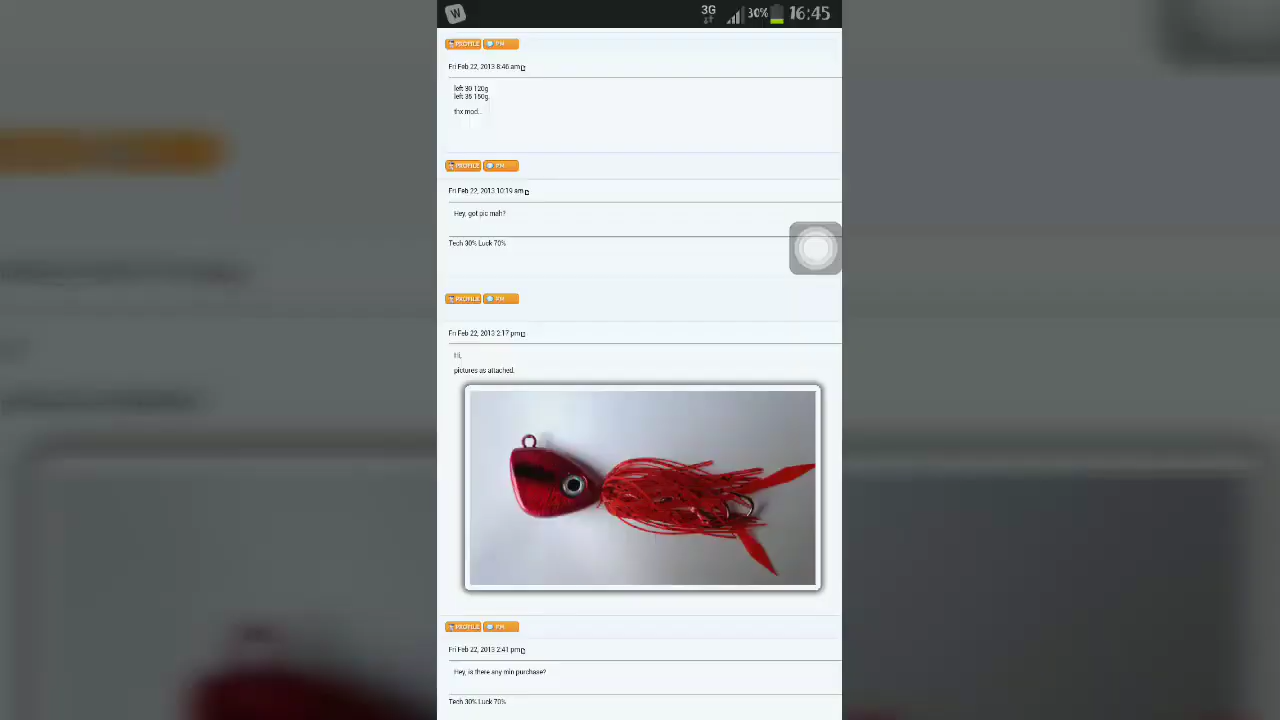 W 3G 30% 16:45
PROFILE PM
Fri Feb 22, 2013 8:46 am
left 30 120g
left 35 150g.
thx mod..
PROFILE PM
Fri Feb 22, 2013 10:19 am
Hey, got pic mah?
Tech 30% Luck 70%
PROFILE PM
Fri Feb 22, 2013 2:17 pm
Hi,
pictures as attached.
PROFILE PM
Fri Feb 22, 2013 2:41 pm
Hey, is there any min purchase?
Tech 30% Luck 70%